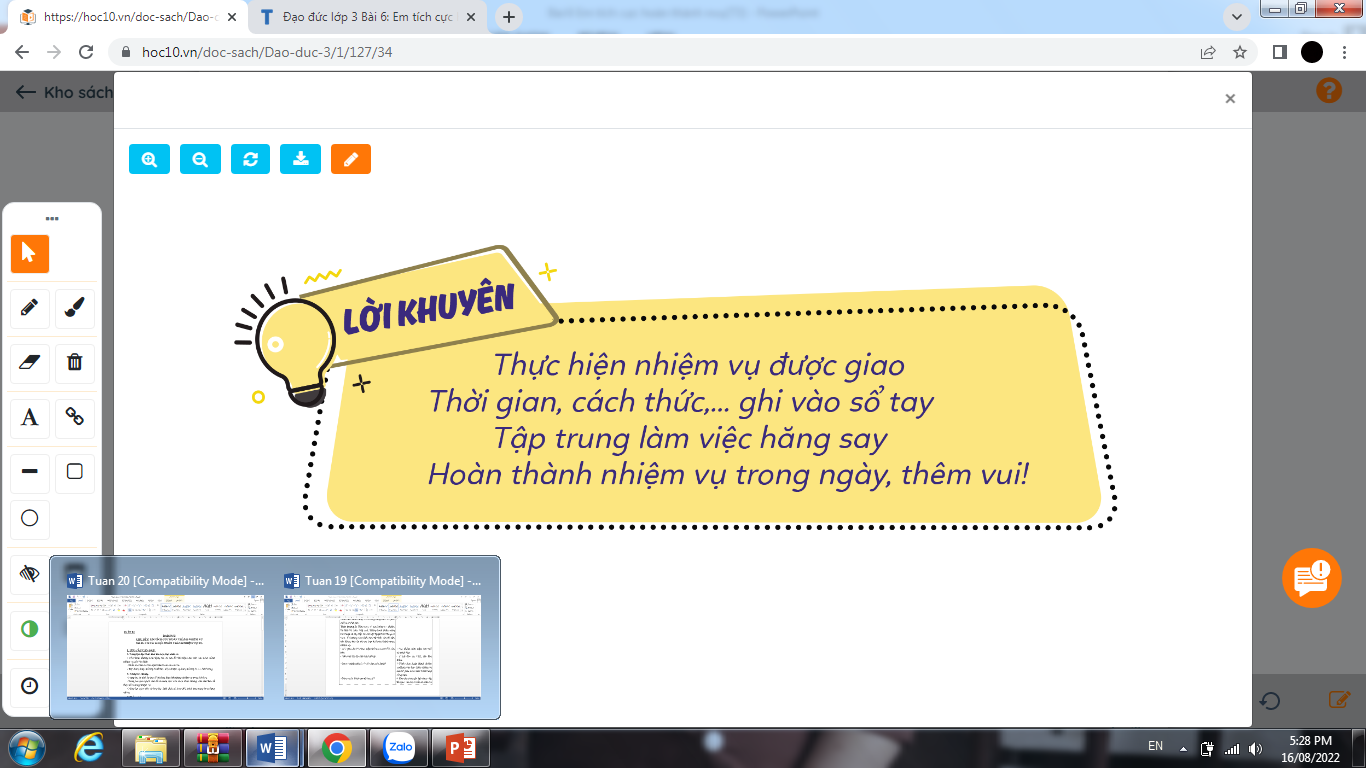 https://hoc10.vn/doc-sach/Dao-d
Đạo đức lớp 3 Bài 6: Em tích cực
hoc10.vn/doc-sach/Dao-duc-3/1/127/34
Kho sách
LỜI KHUYÊN
Thực hiện nhiệm vụ được giao
Thời gian, cách thức,... ghi vào sổ tay
Tập trung làm việc hăng say
Hoàn thành nhiệm vụ trong ngày, thêm vui!
Tuan 20 [Compatibility Mode] -...
Tuan 19 [Compatibility Mode] -...
Zalo
EN
5:28 PM
16/08/2022